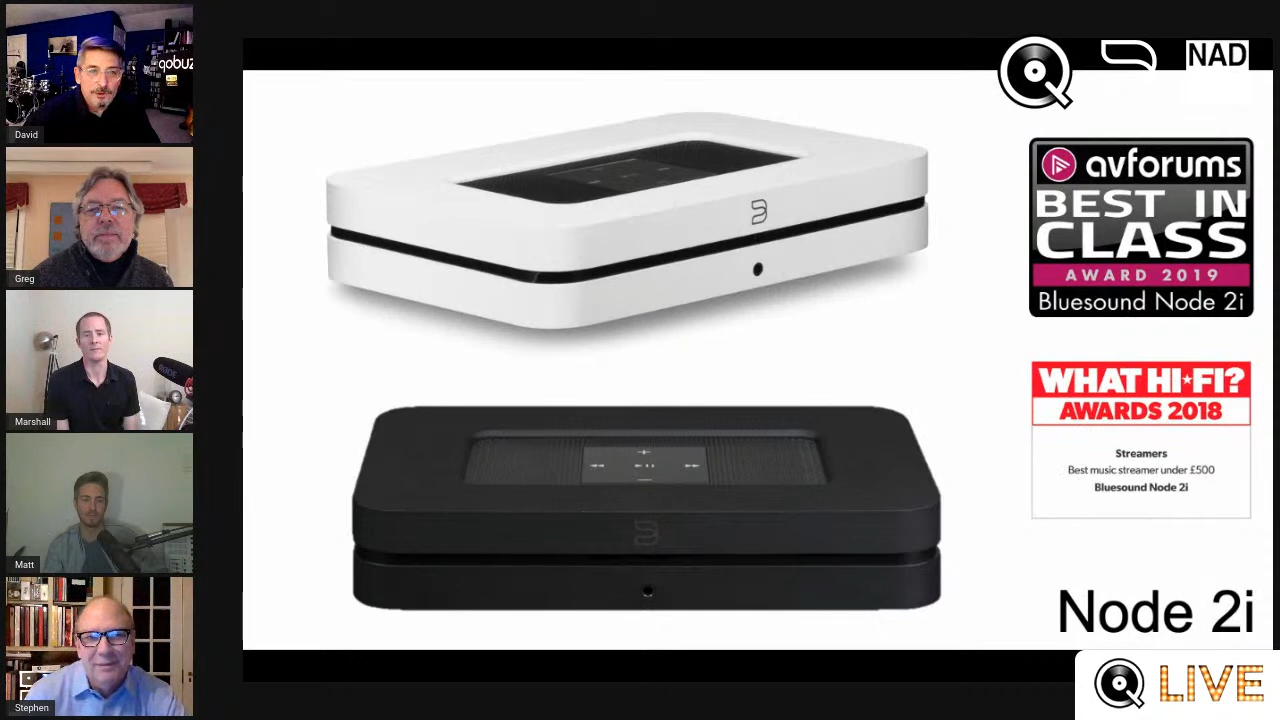 qobuz
David
Greg
Marshall
RØDE
Matt
Stephen
NAD
avforums
BEST IN
CLASS
AWARD 2019
Bluesound Node 2i
WHAT HI★FI?
AWARDS 2018
Streamers
Best music streamer under £500
Bluesound Node 2i
Node 2i
LIVE